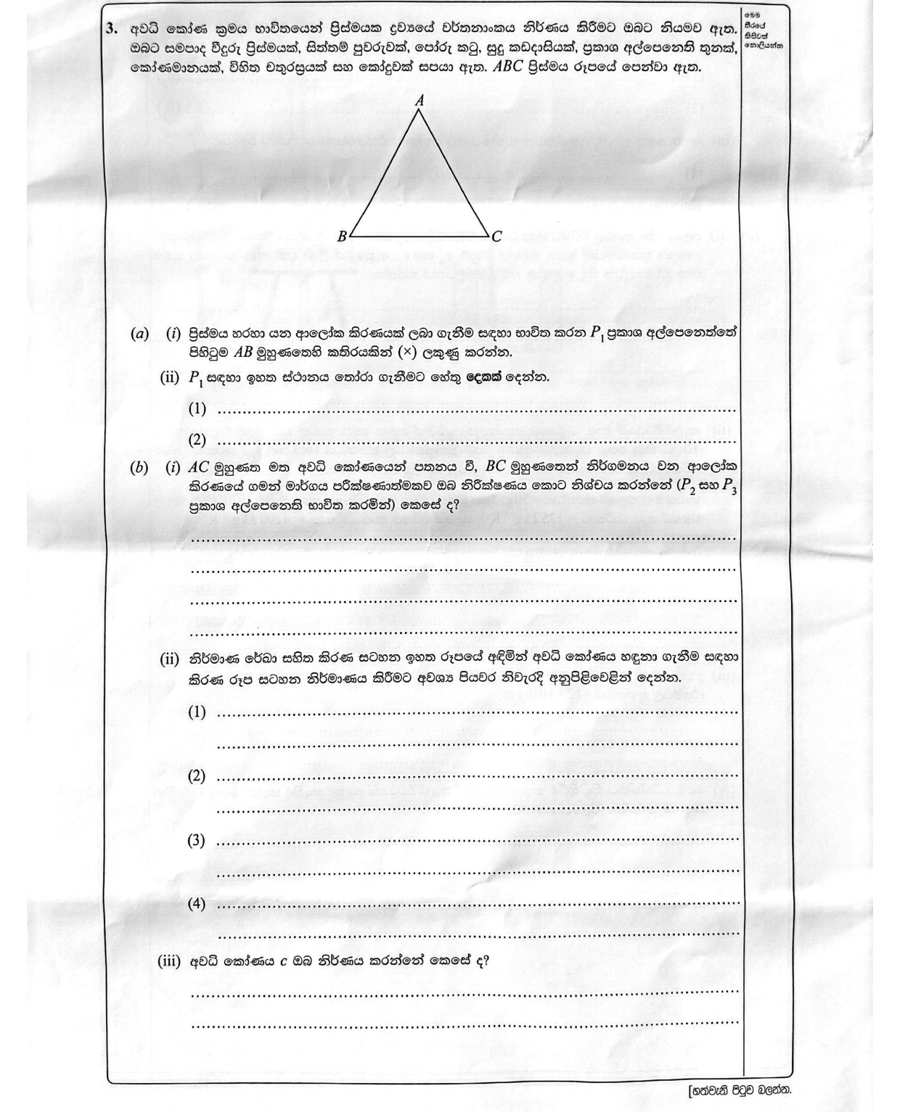 මෙම
තීරයේ
කිසිවක්
නොලියන්න
3. අවධි කෝණ ක්‍රමය භාවිතයෙන් ප්‍රිස්මයක ද්‍රව්‍යයේ වර්තනාංකය නිර්ණය කිරීමට ඔබට නියමව ඇත.
ඔබට සමපාද වීදුරු ප්‍රිස්මයක්, සිත්තම් පුවරුවක්, පෝරු කටු, සුදු කඩදාසියක්, ප්‍රකාශ අල්පෙනෙති තුනක්,
කෝණමානයක්, විහිත චතුරස්‍රයක් සහ කෝදුවක් සපයා ඇත. ABC ප්‍රිස්මය රූපයේ පෙන්වා ඇත.
A
B
C
(a) (i) ප්‍රිස්මය හරහා යන ආලෝක කිරණයක් ලබා ගැනීම සඳහා භාවිත කරන P₁ ප්‍රකාශ අල්පෙනෙත්තේ
පිහිටුම AB මුහුණතෙහි කතිරයකින් (×) ලකුණු කරන්න.
(ii) P₁ සඳහා ඉහත ස්ථානය තෝරා ගැනීමට හේතු දෙකක් දෙන්න.
(1) ........................................
(2) ........................................
(b) (i) AC මුහුණත මත අවධි කෝණයෙන් පතනය වී, BC මුහුණතෙන් නිර්ගමනය වන ආලෝක
කිරණයේ ගමන් මාර්ගය පරීක්ෂණාත්මකව ඔබ නිරීක්ෂණය කොට නිශ්චය කරන්නේ (P₂ සහ P₃
ප්‍රකාශ අල්පෙනෙති භාවිත කරමින්) කෙසේ ද?
........................................
........................................
........................................
........................................
(ii) නිර්මාණ රේඛා සහිත කිරණ සටහන ඉහත රූපයේ අඳිමින් අවධි කෝණය හඳුනා ගැනීම සඳහා
කිරණ රූප සටහන නිර්මාණය කිරීමට අවශ්‍ය පියවර නිවැරදි අනුපිළිවෙළින් දෙන්න.
(1) ........................................
........................................
(2) ........................................
........................................
(3) ........................................
........................................
(4) ........................................
........................................
(iii) අවධි කෝණය c ඔබ නිර්ණය කරන්නේ කෙසේ ද?
........................................
........................................
[හත්වැනි පිටුව බලන්න.